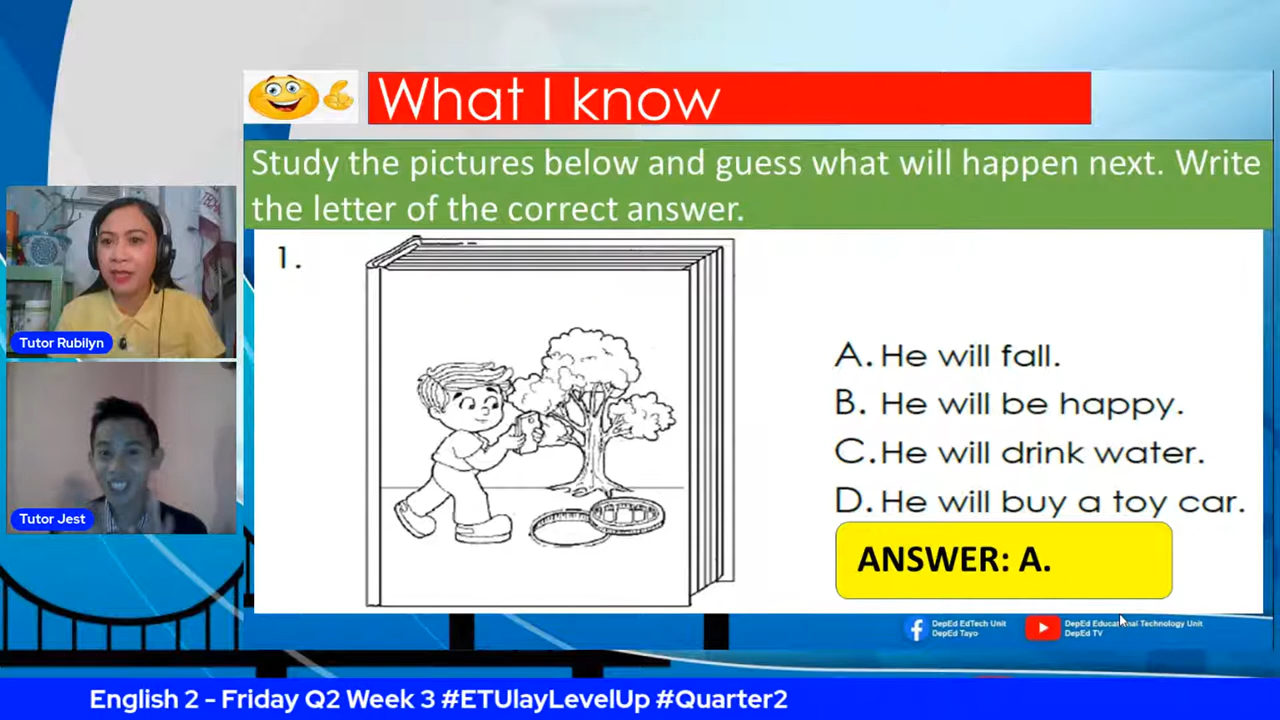 What I know
Study the pictures below and guess what will happen next. Write
the letter of the correct answer.
1.
A. He will fall.
B. He will be happy.
C. He will drink water.
D. He will buy a toy car.
ANSWER: A.
Tutor Rubilyn
Tutor Jest
DepEd EdTech Unit
DepEd Tayo
DepEd Educational Technology Unit
DepEd TV
English 2 - Friday Q2 Week 3 #ETUlayLevelUp #Quarter2